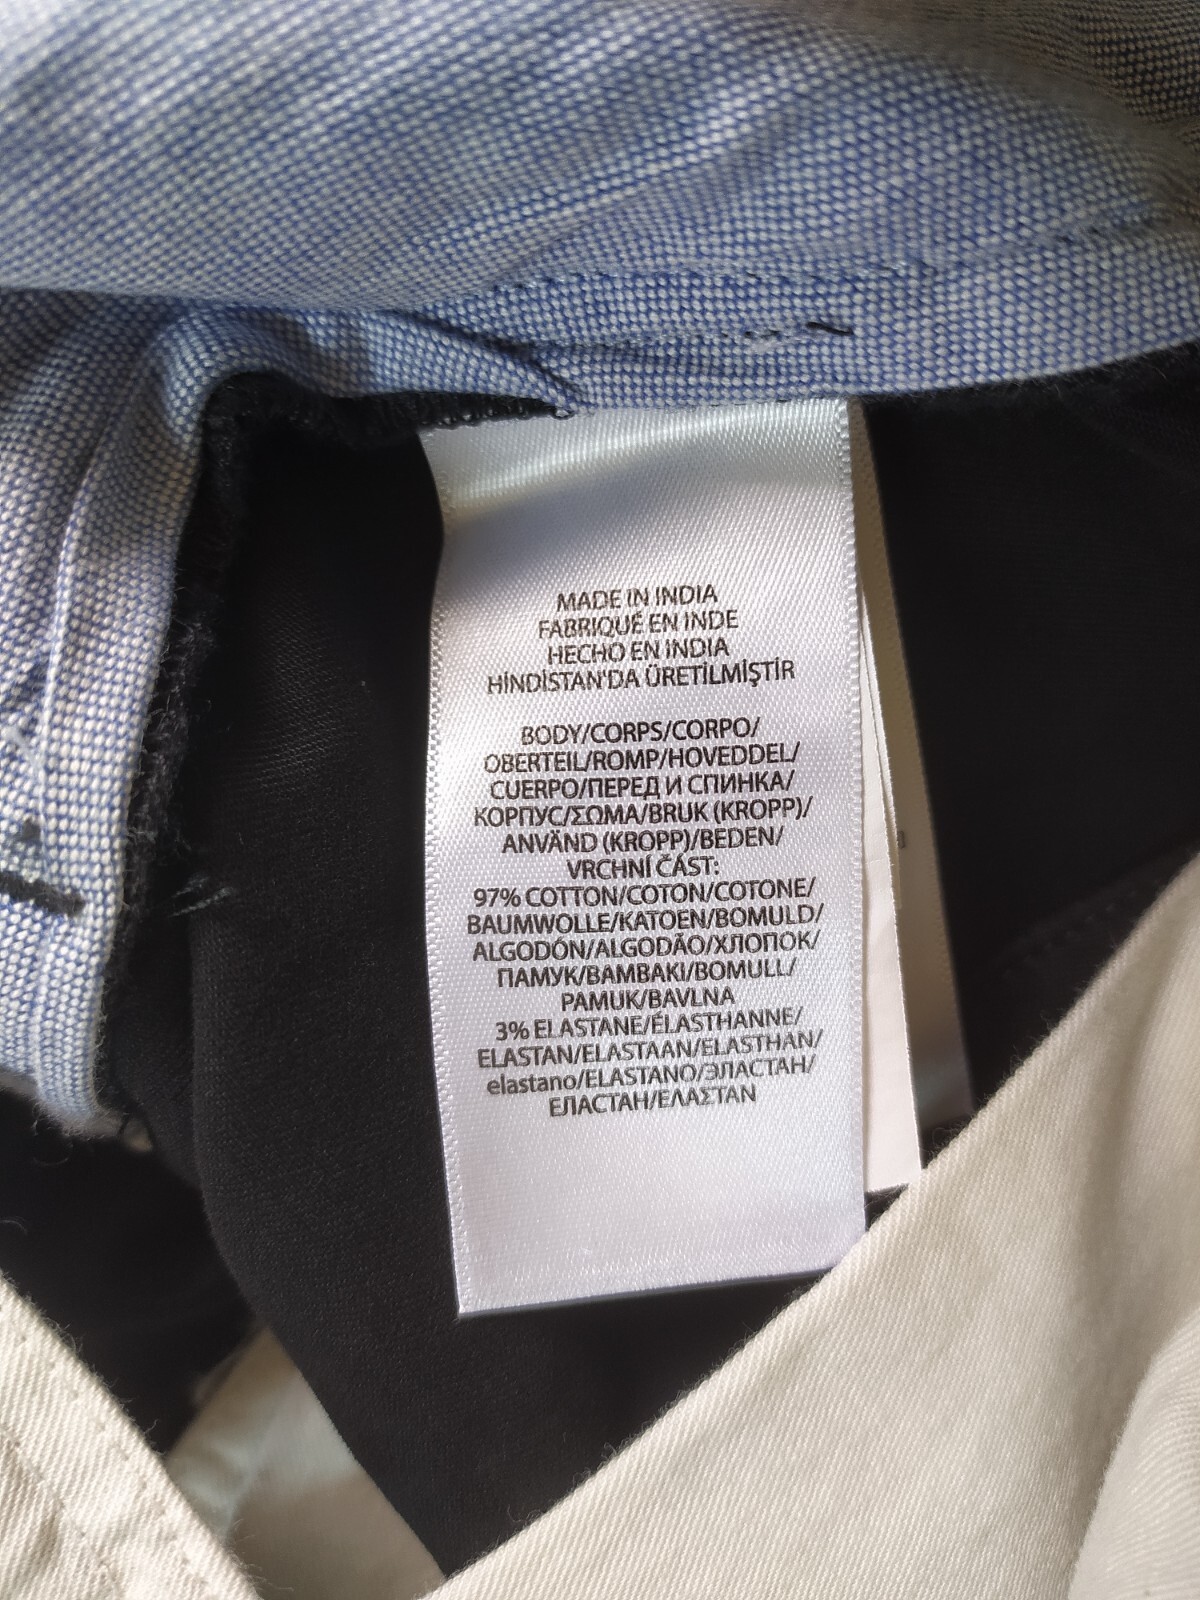 MADE IN INDIA
FABRIQUÉ EN INDE
HECHO EN INDIA
HİNDİSTAN'DA ÜRETİLMİŞTİR
BODY/CORPS/CORPO/
OBERTEIL/ROMP/HOVEDDEL/
CUERPO/ПЕРЕД И СПИНКА/
КОРПУС/ΣΩΜΑ/BRUK (KROPP)/
ANVÄND (KROPP)/BEDEN/
VRCHNÍ ČÁST:
97% COTTON/COTON/COTONE/
BAUMWOLLE/KATOEN/BOMULD/
ALGODÓN/ALGODÃO/ХЛОПОК/
ПАМУК/ΒΑΜΒΑΚΙ/BOMULL/
PAMUK/BAVLNA
3% ELASTANE/ÉLASTHANNE/
ELASTAN/ELASTAAN/ELASTHAN/
elastano/ELASTANO/ЭЛАСТАН/
ЕЛАСТАН/ΕΛΑΣΤΑΝ